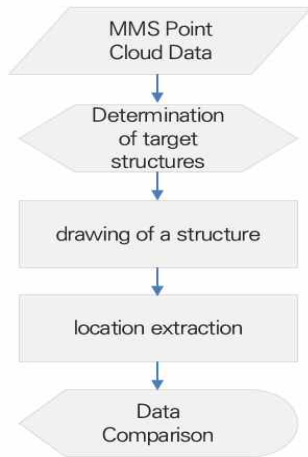 MMS Point
Cloud Data
Determination
of target
structures
drawing of a structure
location extraction
Data
Comparison